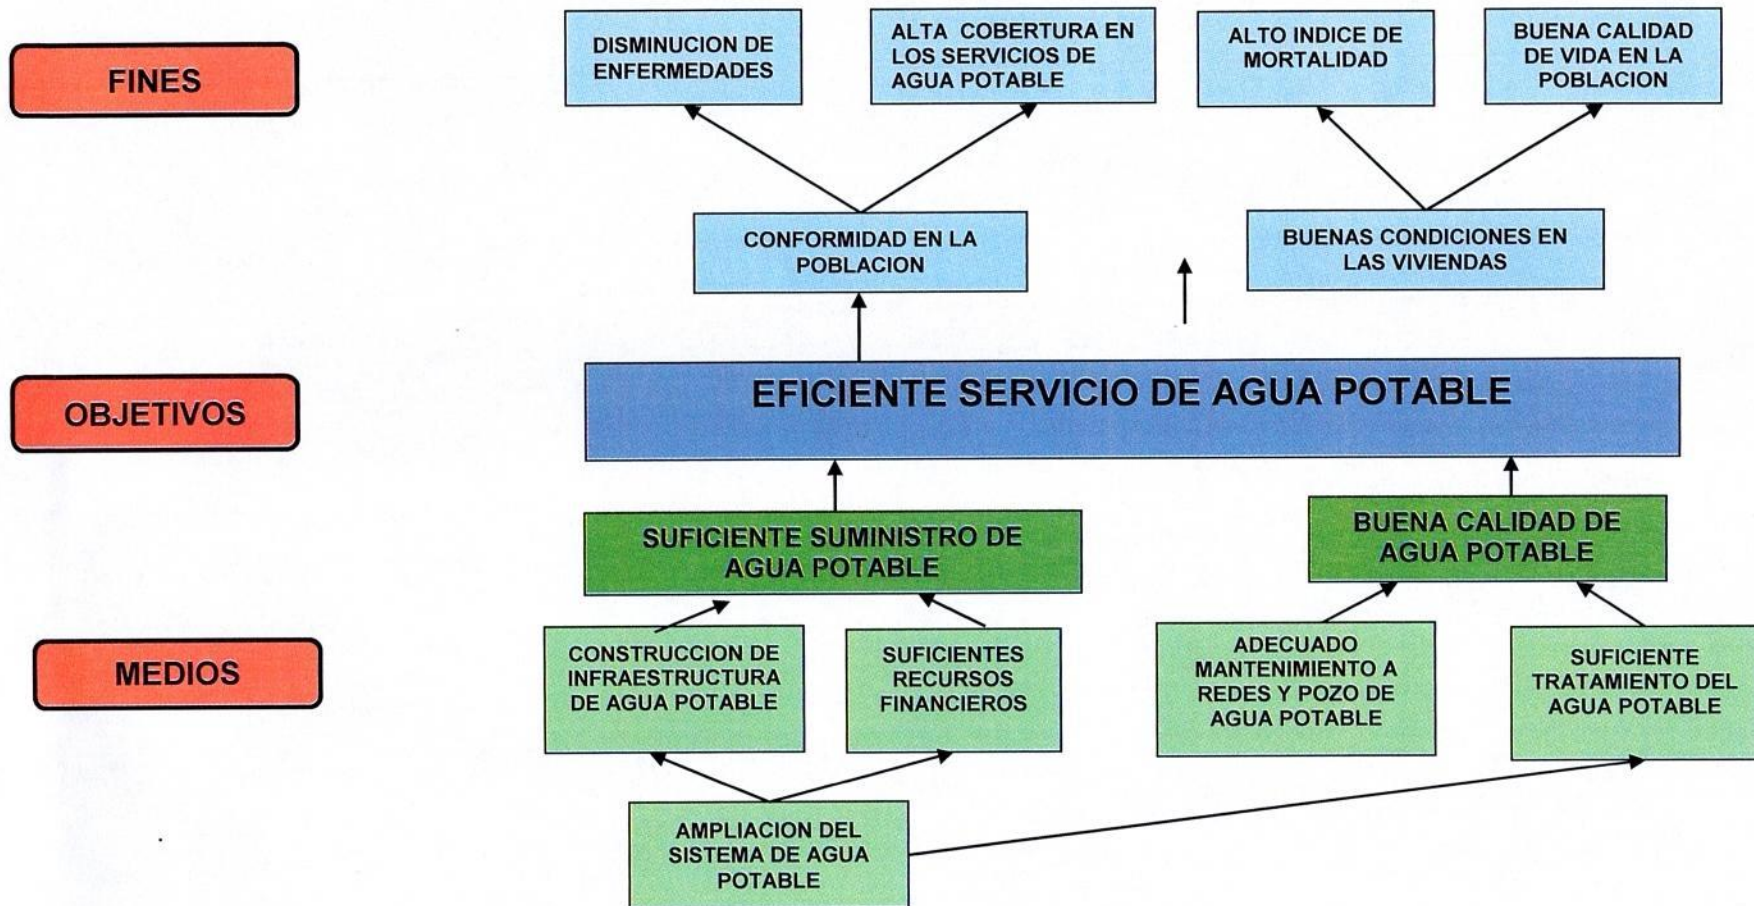 FINES
DISMINUCION DE
ENFERMEDADES
ALTA COBERTURA EN
LOS SERVICIOS DE
AGUA POTABLE
ALTO INDICE DE
MORTALIDAD
BUENA CALIDAD
DE VIDA EN LA
POBLACION
CONFORMIDAD EN LA
POBLACION
BUENAS CONDICIONES EN
LAS VIVIENDAS
OBJETIVOS
EFICIENTE SERVICIO DE AGUA POTABLE
SUFICIENTE SUMINISTRO DE
AGUA POTABLE
BUENA CALIDAD DE
AGUA POTABLE
MEDIOS
CONSTRUCCION DE
INFRAESTRUCTURA
DE AGUA POTABLE
SUFICIENTES
RECURSOS
FINANCIEROS
ADECUADO
MANTENIMIENTO A
REDES Y POZO DE
AGUA POTABLE
SUFICIENTE
TRATAMIENTO DEL
AGUA POTABLE
AMPLIACION DEL
SISTEMA DE AGUA
POTABLE